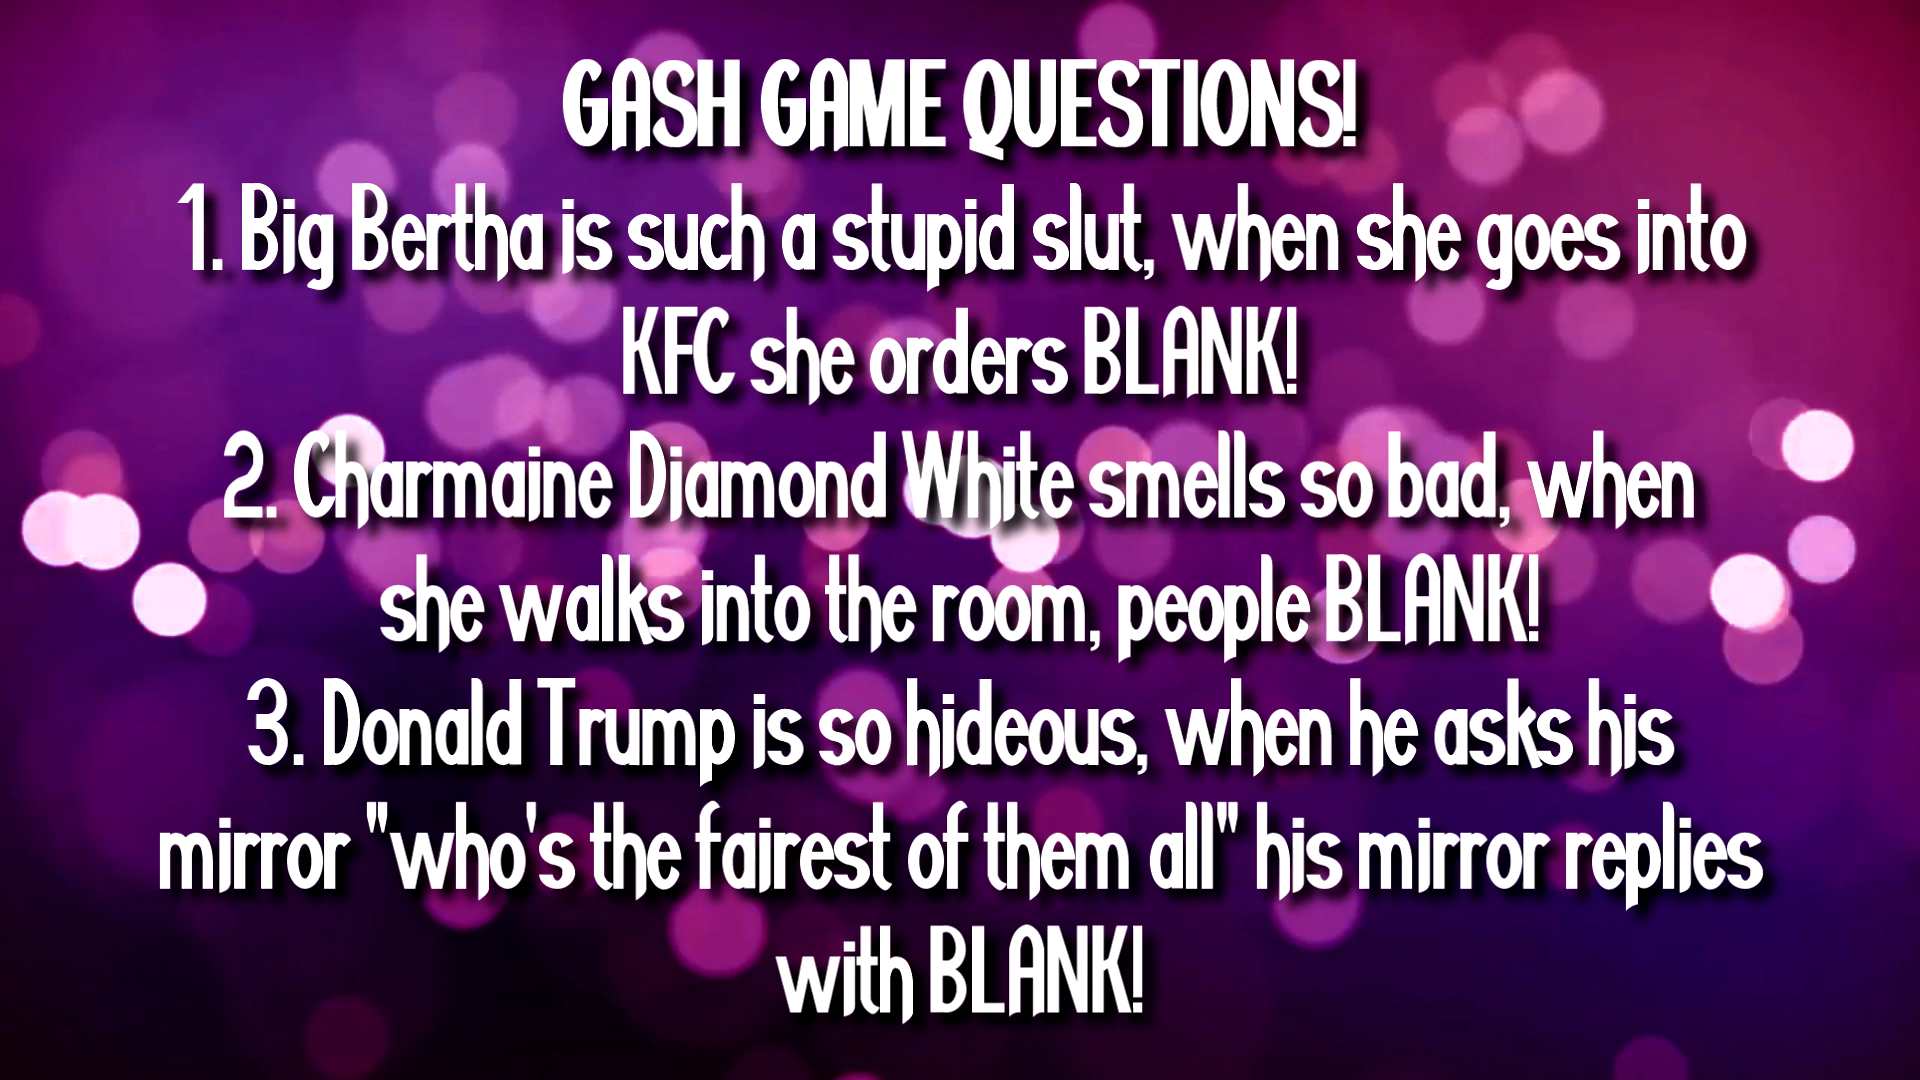 GASH GAME QUESTIONS!
1. Big Bertha is such a stupid slut, when she goes into
KFC she orders BLANK!
2. Charmaine Diamond White smells so bad, when
she walks into the room, people BLANK!
3. Donald Trump is so hideous, when he asks his
mirror "who's the fairest of them all" his mirror replies
with BLANK!